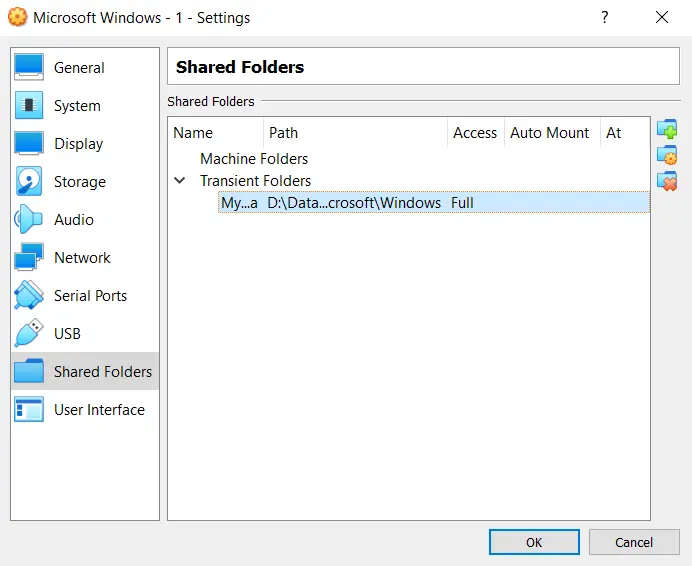 Microsoft Windows - 1 - Settings
?
General
System
Display
Storage
Audio
Network
Serial Ports
USB
Shared Folders
User Interface
Shared Folders
Shared Folders
Name Path Access Auto Mount At
Machine Folders
Transient Folders
My...a D:\Data...crosoft\Windows Full
OK Cancel